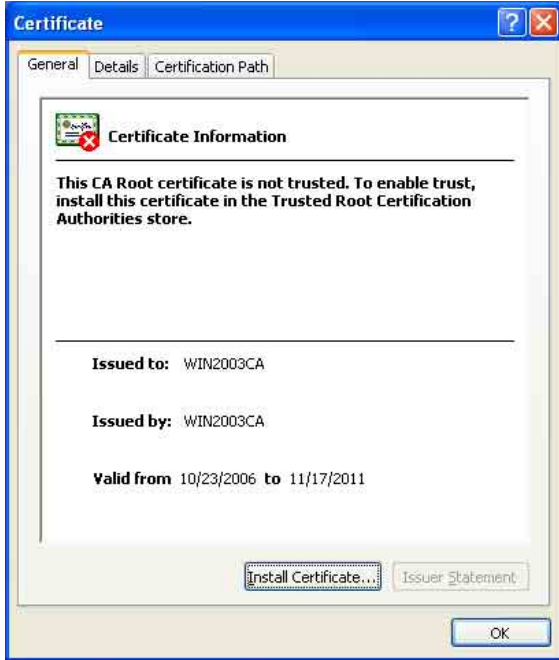 Certificate
General Details Certification Path
Certificate Information
This CA Root certificate is not trusted. To enable trust,
install this certificate in the Trusted Root Certification
Authorities store.
Issued to: WIN2003CA
Issued by: WIN2003CA
Valid from 10/23/2006 to 11/17/2011
Install Certificate... Issuer Statement
OK